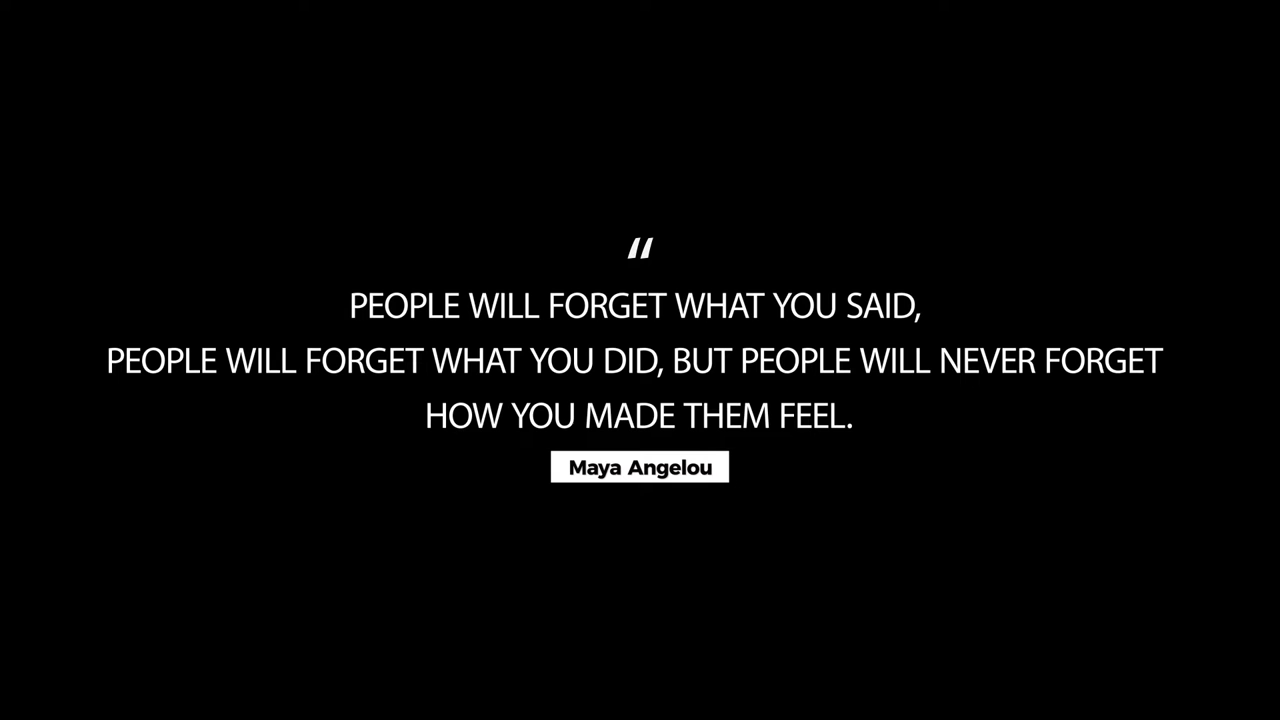 “
PEOPLE WILL FORGET WHAT YOU SAID,
PEOPLE WILL FORGET WHAT YOU DID, BUT PEOPLE WILL NEVER FORGET
HOW YOU MADE THEM FEEL.
Maya Angelou